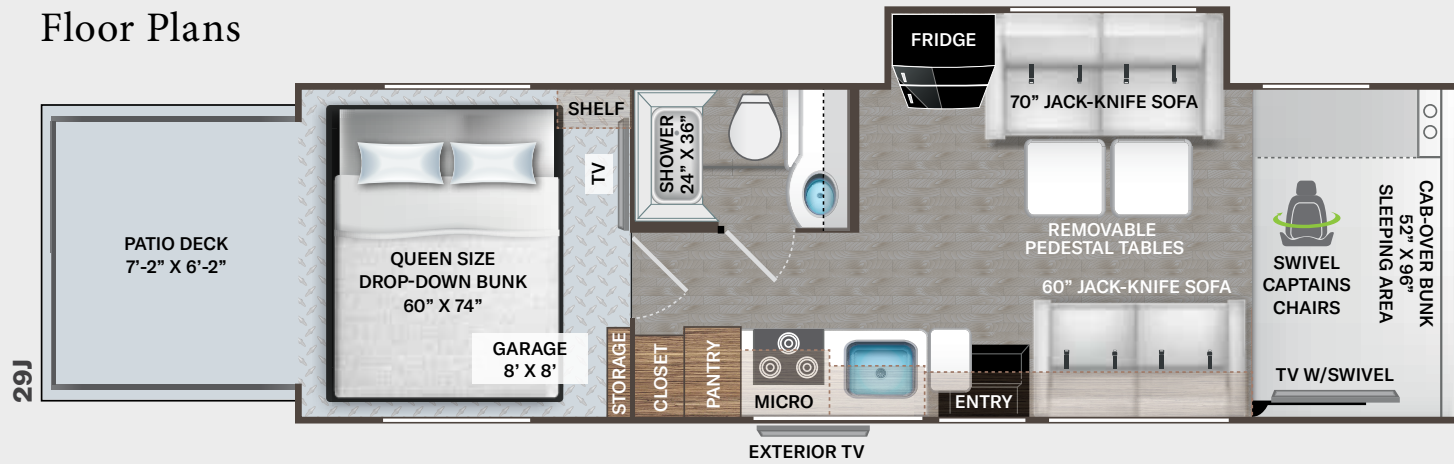 Floor Plans
FRIDGE
70” JACK-KNIFE SOFA
SHELF
TV
SHOWER
24” X 36”
PATIO DECK
7’-2” X 6’-2”
QUEEN SIZE
DROP-DOWN BUNK
60” X 74”
GARAGE
8’ X 8’
REMOVABLE
PEDESTAL TABLES
60” JACK-KNIFE SOFA
SWIVEL
CAPTAINS
CHAIRS
CAB-OVER BUNK
52” X 96”
SLEEPING AREA
STORAGE
CLOSET
PANTRY
MICRO
ENTRY
TV W/SWIVEL
EXTERIOR TV
29J